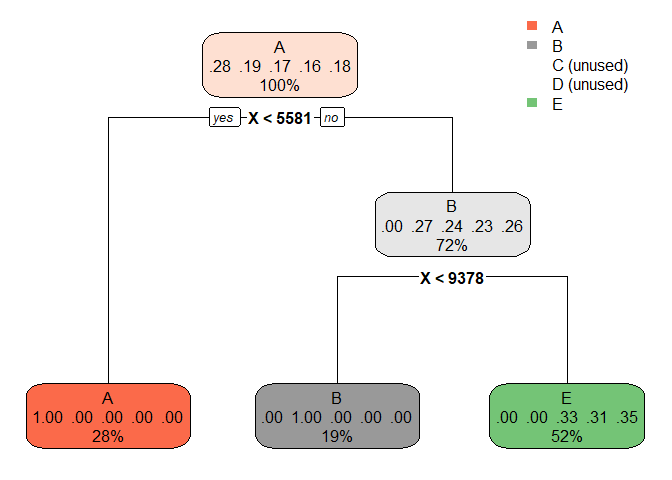 A
.28 .19 .17 .16 .18
100%
yes X < 5581 no
A
B
C (unused)
D (unused)
E
B
.00 .27 .24 .23 .26
72%
X < 9378
A
1.00 .00 .00 .00 .00
28%
B
.00 1.00 .00 .00 .00
19%
E
.00 .00 .33 .31 .35
52%